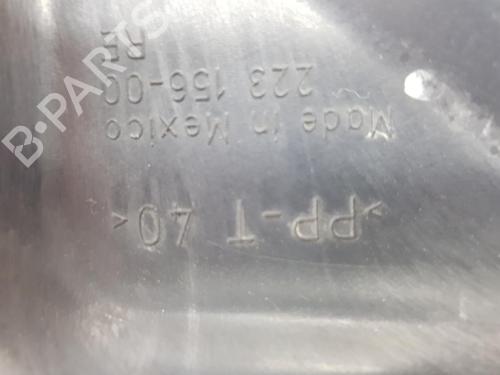 >PP-T 40<
Made in Mexico
223 156-00
RE
B-Parts